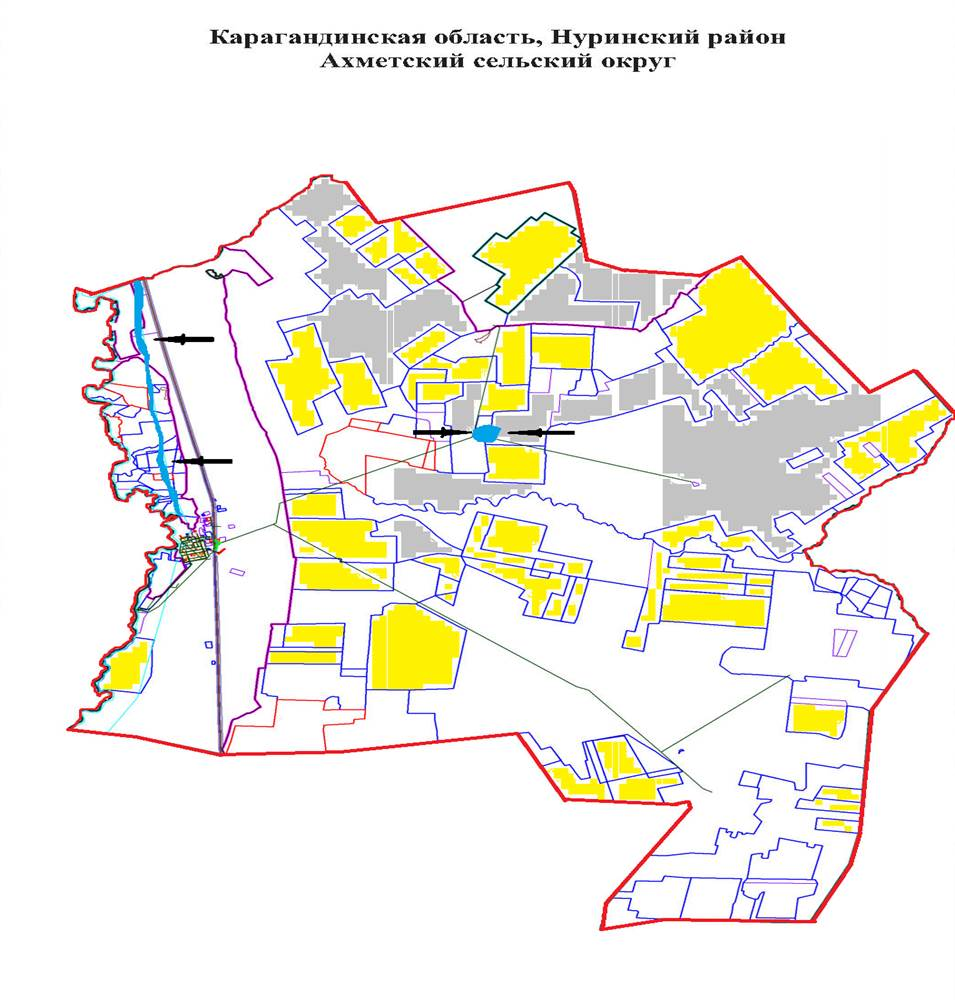 Карагандинская область, Нуринский район
Ахметский сельский округ